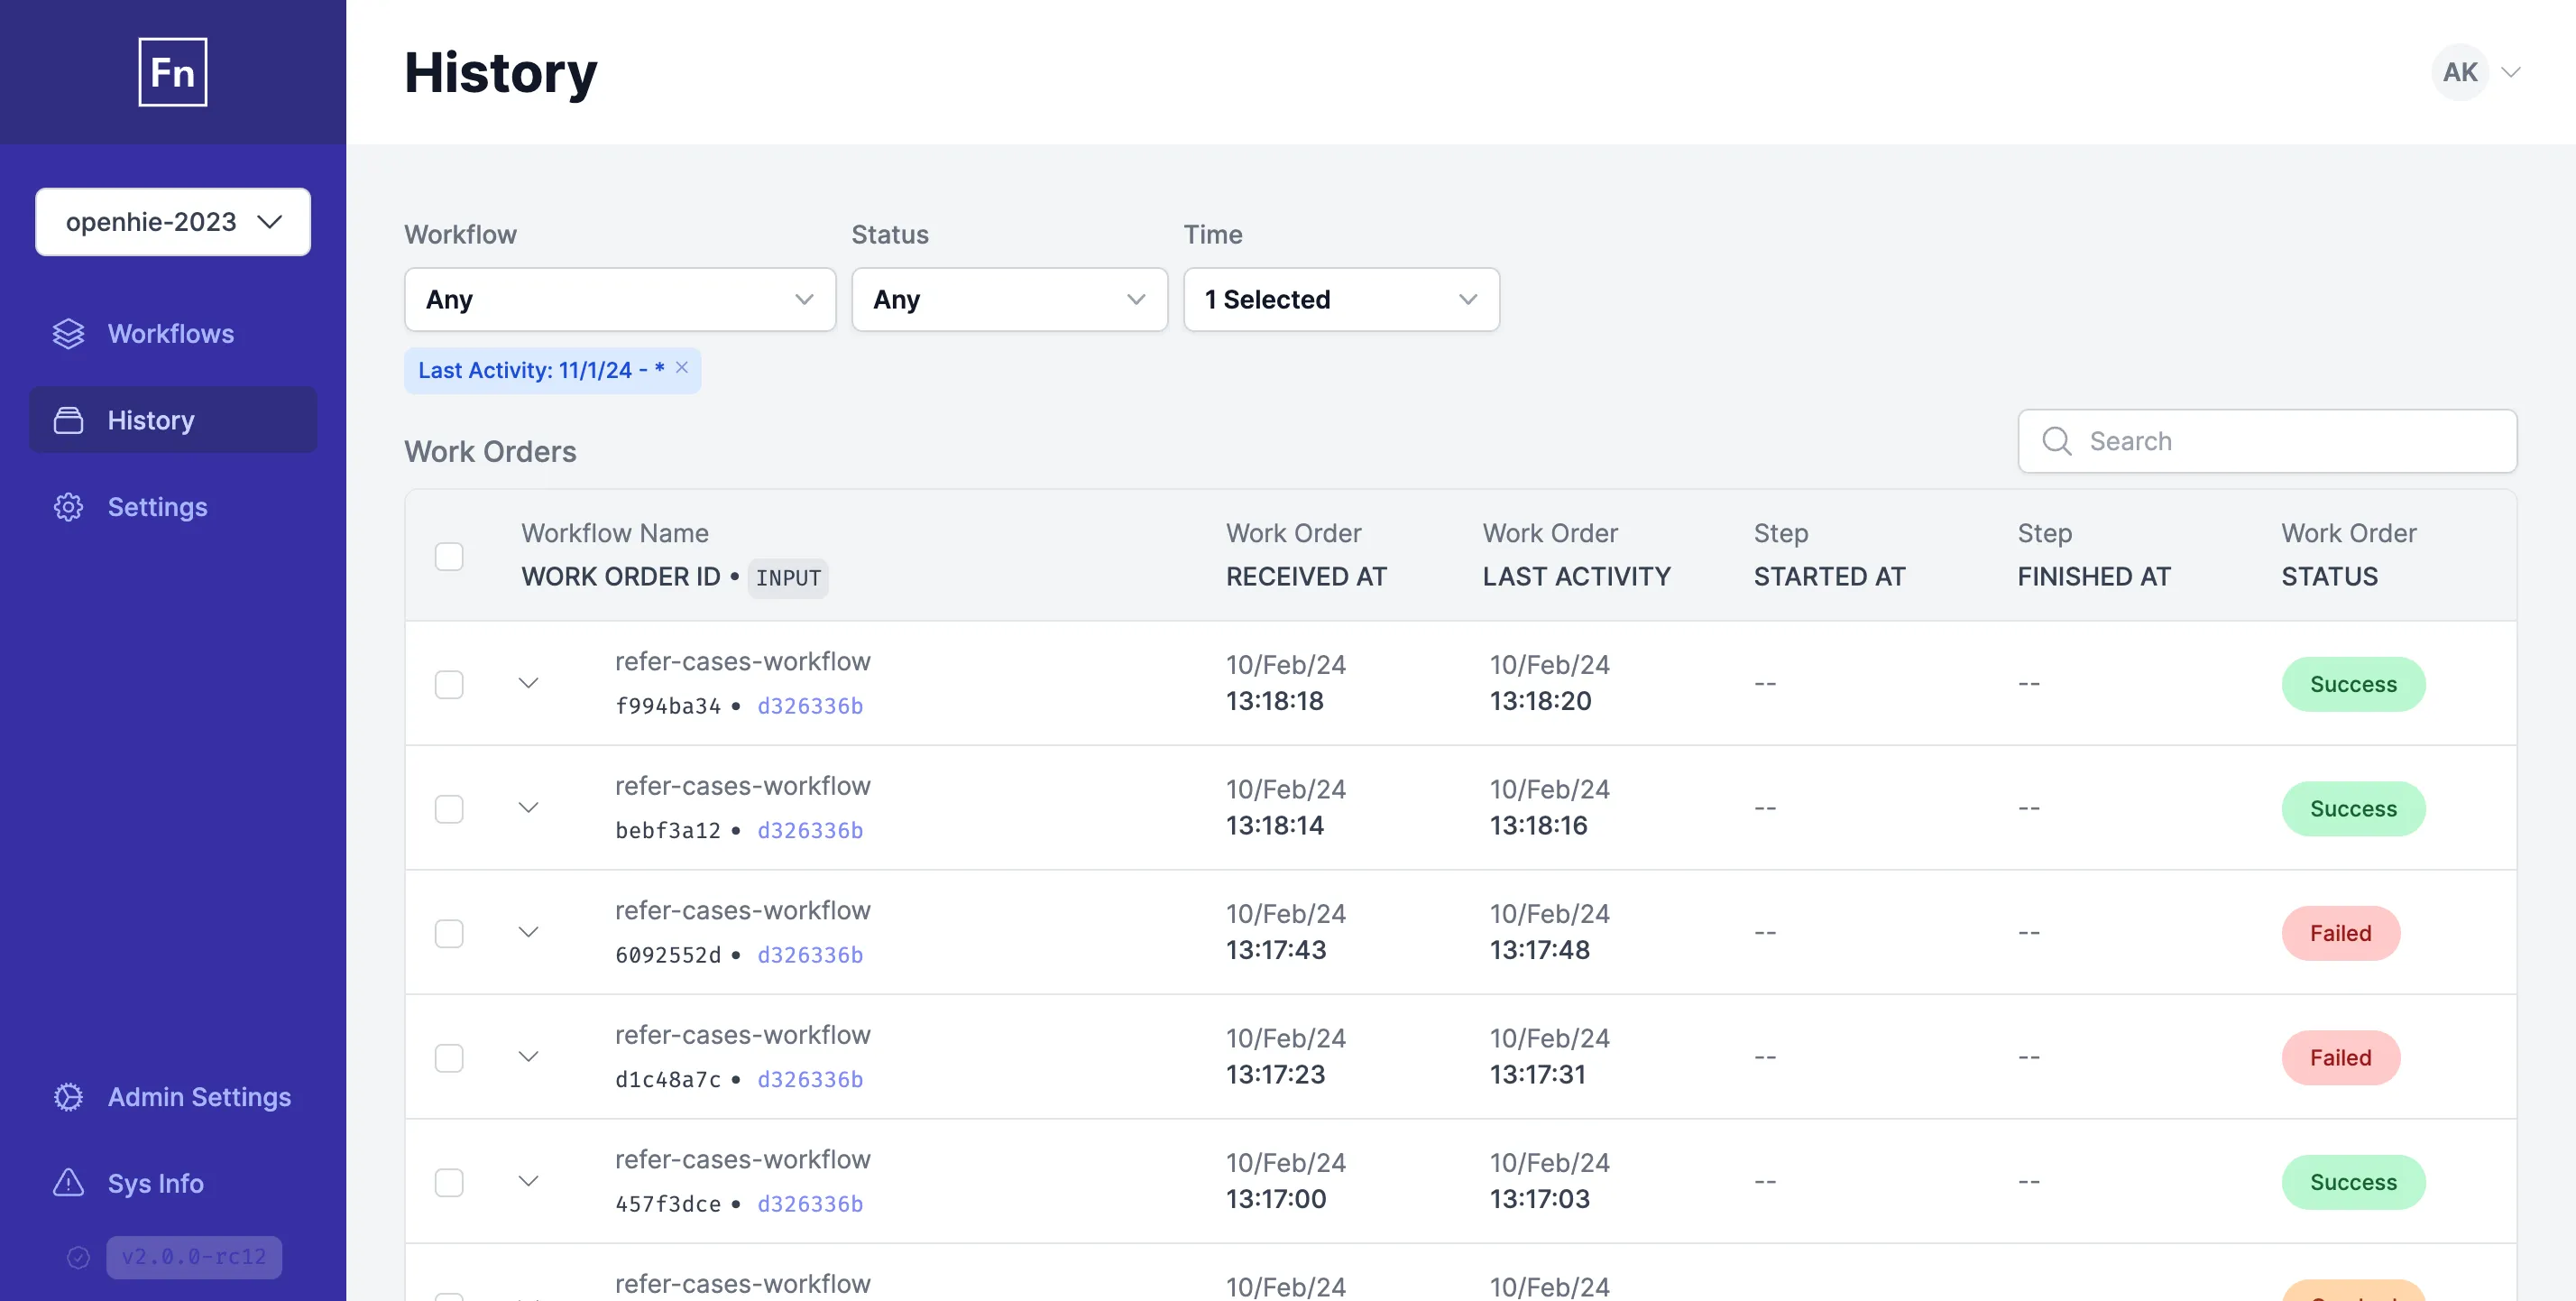 Fn
History
AK
openhie-2023
Workflows
History
Settings
Admin Settings
Sys Info
v2.0.0-rc12
Workflow Status Time
Any Any 1 Selected
Last Activity: 11/1/24 - *
Work Orders
Search
Workflow Name Work Order Work Order Step Step Work Order
WORK ORDER ID • INPUT RECEIVED AT LAST ACTIVITY STARTED AT FINISHED AT STATUS
refer-cases-workflow 10/Feb/24 10/Feb/24 -- -- Success
f994ba34 • d326336b 13:18:18 13:18:20
refer-cases-workflow 10/Feb/24 10/Feb/24 -- -- Success
bebf3a12 • d326336b 13:18:14 13:18:16
refer-cases-workflow 10/Feb/24 10/Feb/24 -- -- Failed
6092552d • d326336b 13:17:43 13:17:48
refer-cases-workflow 10/Feb/24 10/Feb/24 -- -- Failed
d1c48a7c • d326336b 13:17:23 13:17:31
refer-cases-workflow 10/Feb/24 10/Feb/24 -- -- Success
457f3dce • d326336b 13:17:00 13:17:03
refer-cases-workflow 10/Feb/24 10/Feb/24